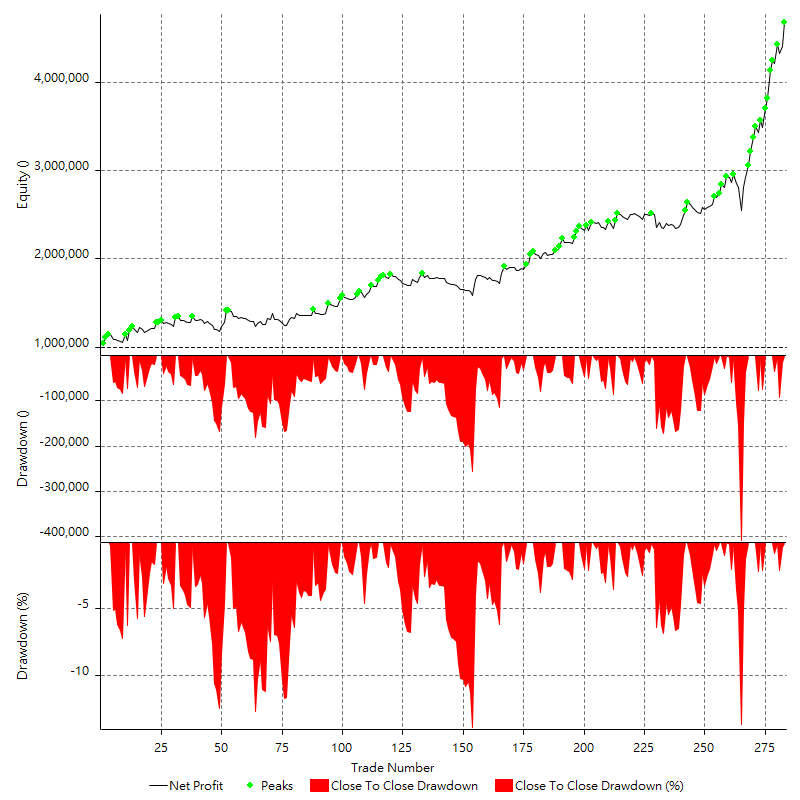 4,000,000
3,000,000
2,000,000
1,000,000
Equity ()
-100,000
-200,000
-300,000
-400,000
Drawdown ()
-5
-10
Drawdown (%)
25 50 75 100 125 150 175 200 225 250 275
Trade Number
Net Profit Peaks Close To Close Drawdown Close To Close Drawdown (%)